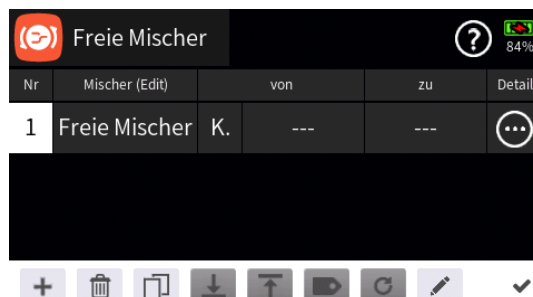 Freie Mischer
?
84%
Nr Mischer (Edit) von zu Detail
1 Freie Mischer K. --- ---